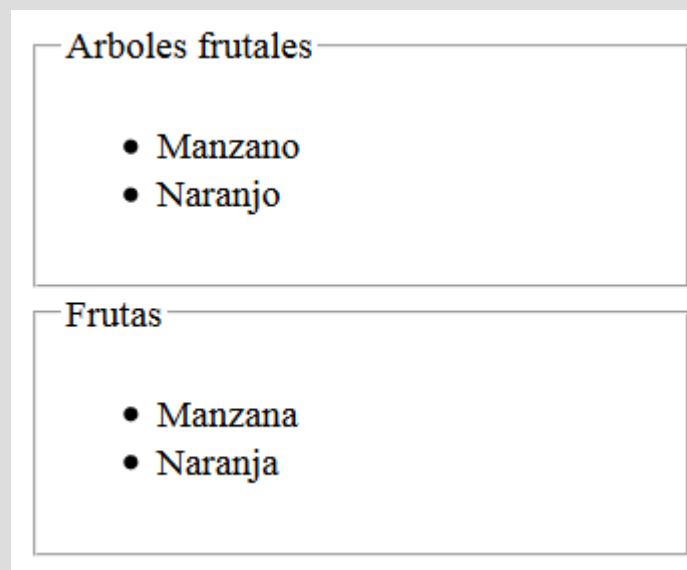 Arboles frutales
Manzano
Naranjo
Frutas
Manzana
Naranja